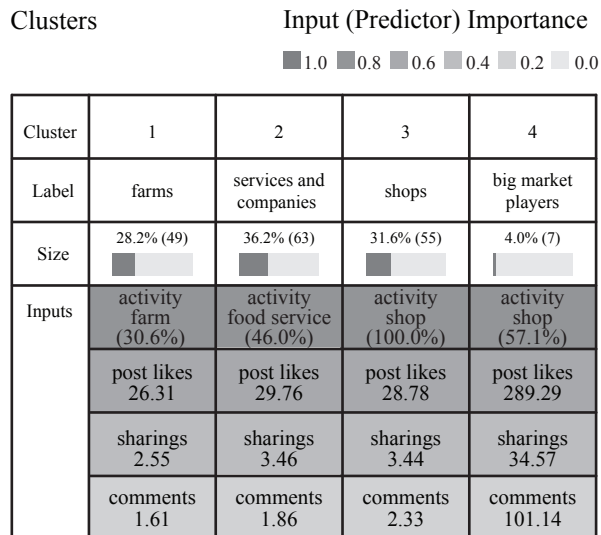 Clusters
Input (Predictor) Importance
1.0 0.8 0.6 0.4 0.2 0.0
Cluster 1 2 3 4
Label farms services and companies shops big market players
Size 28.2% (49) 36.2% (63) 31.6% (55) 4.0% (7)
Inputs
activity farm (30.6%) activity food service (46.0%) activity shop (100.0%) activity shop (57.1%)
post likes 26.31 post likes 29.76 post likes 28.78 post likes 289.29
sharings 2.55 sharings 3.46 sharings 3.44 sharings 34.57
comments 1.61 comments 1.86 comments 2.33 comments 101.14